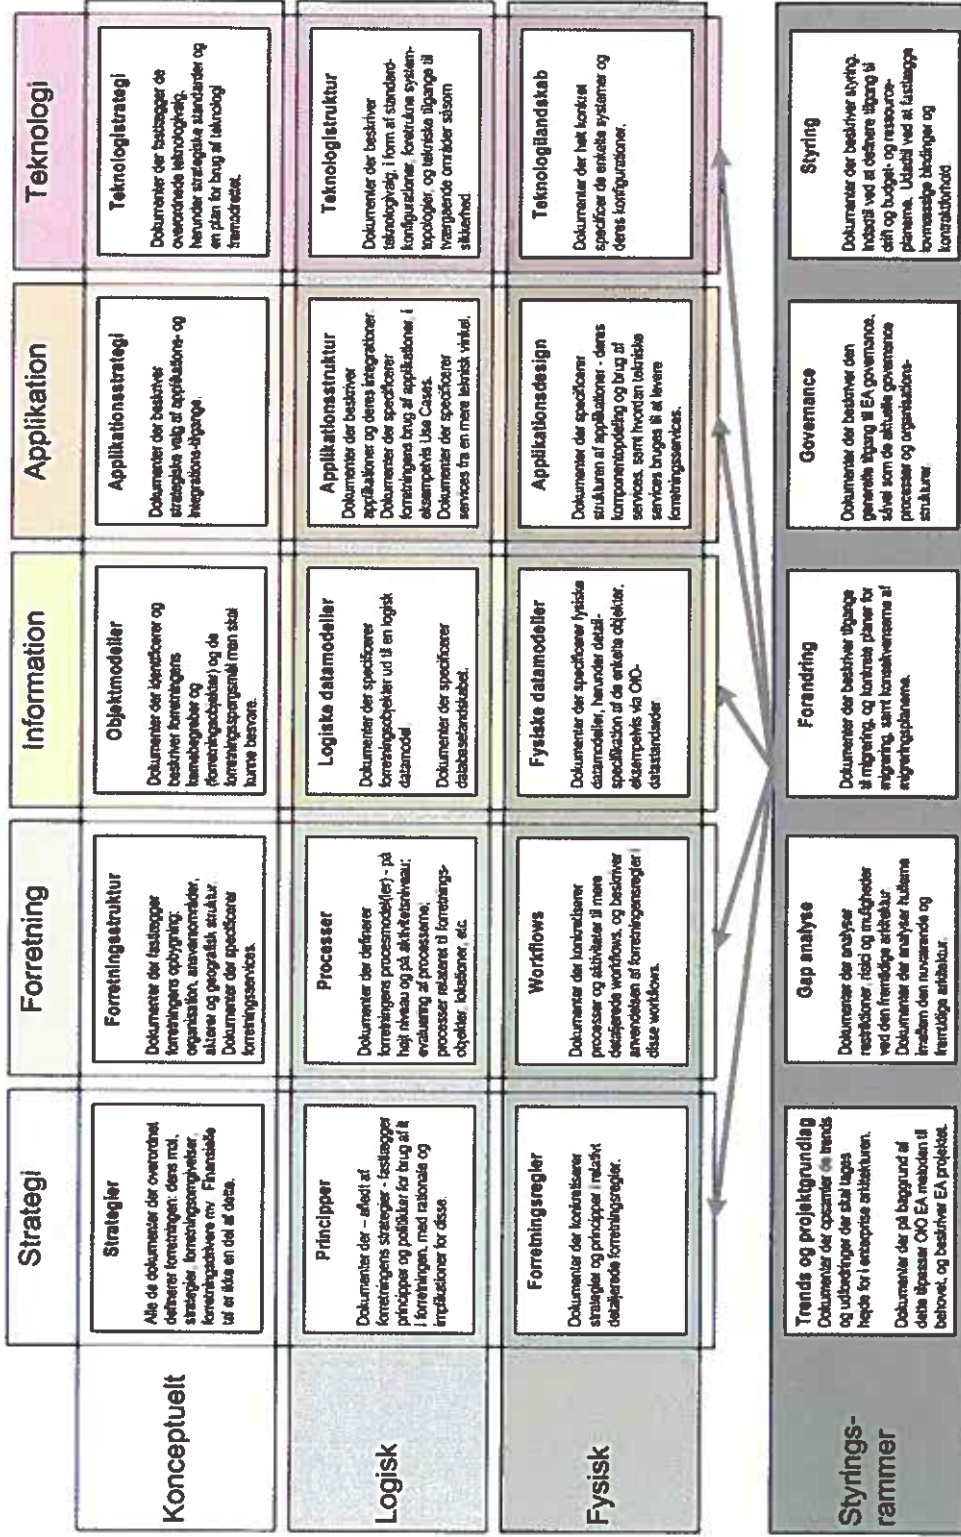 Strategi
Forretning
Information
Applikation
Teknologi
Konceptuelt
Strategier
Alle de dokumenter der overordnet
definerer forretningen: dens mål,
strategier, forretningsomgivelser,
forretningsdrivere mv. Finansielle
tal er ikke en del af dette.
Forretningsstruktur
Dokumenter der fastlægger
forretningens opbygning:
organisation, ansvarsområder,
aktører og geografisk struktur.
Dokumenter der specificerer
forretningsservices.
Objektmodeller
Dokumenter der identificerer og
beskriver forretningens
kernebegreber og
(forretningsobjekter) og de
forretningsspørgsmål man skal
kunne besvare.
Applikationsstrategi
Dokumenter der beskriver
strategiske valg af applikations- og
integrations-tilgange.
Teknologistrategi
Dokumenter der fastlægger de
overordnede teknologivalg,
herunder strategiske standarder og
en plan for brug af teknologi
fremadrettet.
Logisk
Principper
Dokumenter der – afledt af
forretningens strategier - fastlægger
principper og politikker for brug af it
i forretningen, med rationale og
implikationer for disse.
Processer
Dokumenter der definerer
forretningens procesmodel(ler) - på
højt niveau og på aktivitetsniveau;
evaluering af processerne;
processer relateret til forretnings-
objekter, lokationer, etc.
Logiske datamodeller
Dokumenter der specificerer
forretningsobjekter ud til en logisk
datamodel.
Dokumenter der specificerer
databaselandskabet.
Applikationsstruktur
Dokumenter der beskriver
applikationer og deres integrationer.
Dokumenter der specificerer
forretningens brug af applikationer, i
eksempelvis Use Cases.
Dokumenter der specificerer
services fra en mere teknisk vinkel.
Teknologistruktur
Dokumenter der beskriver
teknologivalg, i form af standard-
konfigurationer, foretrukne system-
topologier, og tekniske tilgange til
tværgående områder såsom
sikkerhed.
Fysisk
Forretningsregler
Dokumenter der konkretiserer
strategier og principper i relativt
detaljerede forretningsregler.
Workflows
Dokumenter der konkretiserer
processer og aktiviteter til mere
detaljerede workflows, og beskriver
anvendelsen af forretningsregler i
disse workflows.
Fysiske datamodeller
Dokumenter der specificerer fysiske
datamodeller, herunder detail-
specifikation af de enkelte objekter,
eksempelvis via OIO-
datastandarder
Applikationsdesign
Dokumenter der specificerer
strukturen af applikationer - deres
komponentopdeling og brug af
services, samt hvordan tekniske
services bruges til at levere
forretningsservices.
Teknologilandskab
Dokumenter der helt konkret
specificerer de enkelte systemer og
deres konfigurationer.
Styrings-
rammer
Trends og projektgrundlag
Dokumenter der opsamler de trends
og udfordringer der skal tages
højde for i enterprise arkitekturen.
Dokumenter der på baggrund af
dette tilpasser OIO EA metoden til
behovet, og beskriver EA projektet.
Gap analyse
Dokumenter der analyser
restriktioner, risici og muligheder
ved den fremtidige arkitektur.
Dokumenter der analyser hullerne
imellem den nuværende og
fremtidige arkitektur.
Forandring
Dokumenter der beskriver tilgange
til migrering, og konkrete planer for
migrering, samt konsekvenserne af
migreringsplanerne.
Governance
Dokumenter der beskriver den
generelle tilgang til EA governance,
såvel som de aktuelle governance
processer og organisations-
strukturer.
Styring
Dokumenter der beskriver styring.
Indadtil ved at definere tilgang til
drift og budget- og ressource-
planerne. Udadtil ved at fastlægge
lovmæssige bindinger og
kontraktforhold.